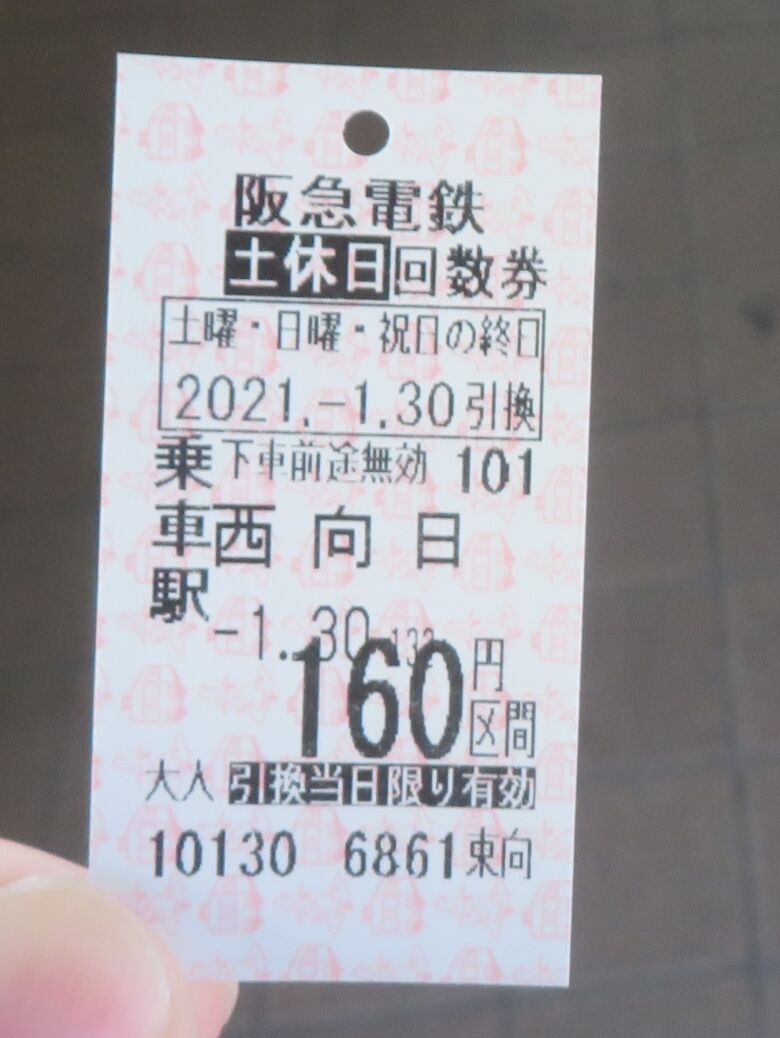 阪急電鉄
土休日回数券
土曜・日曜・祝日の終日
2021.-1.30引換
乗車駅
下車前途無効 101
西向日
-1.30
160円区間
大人 引換当日限り有効
10130 6861東向